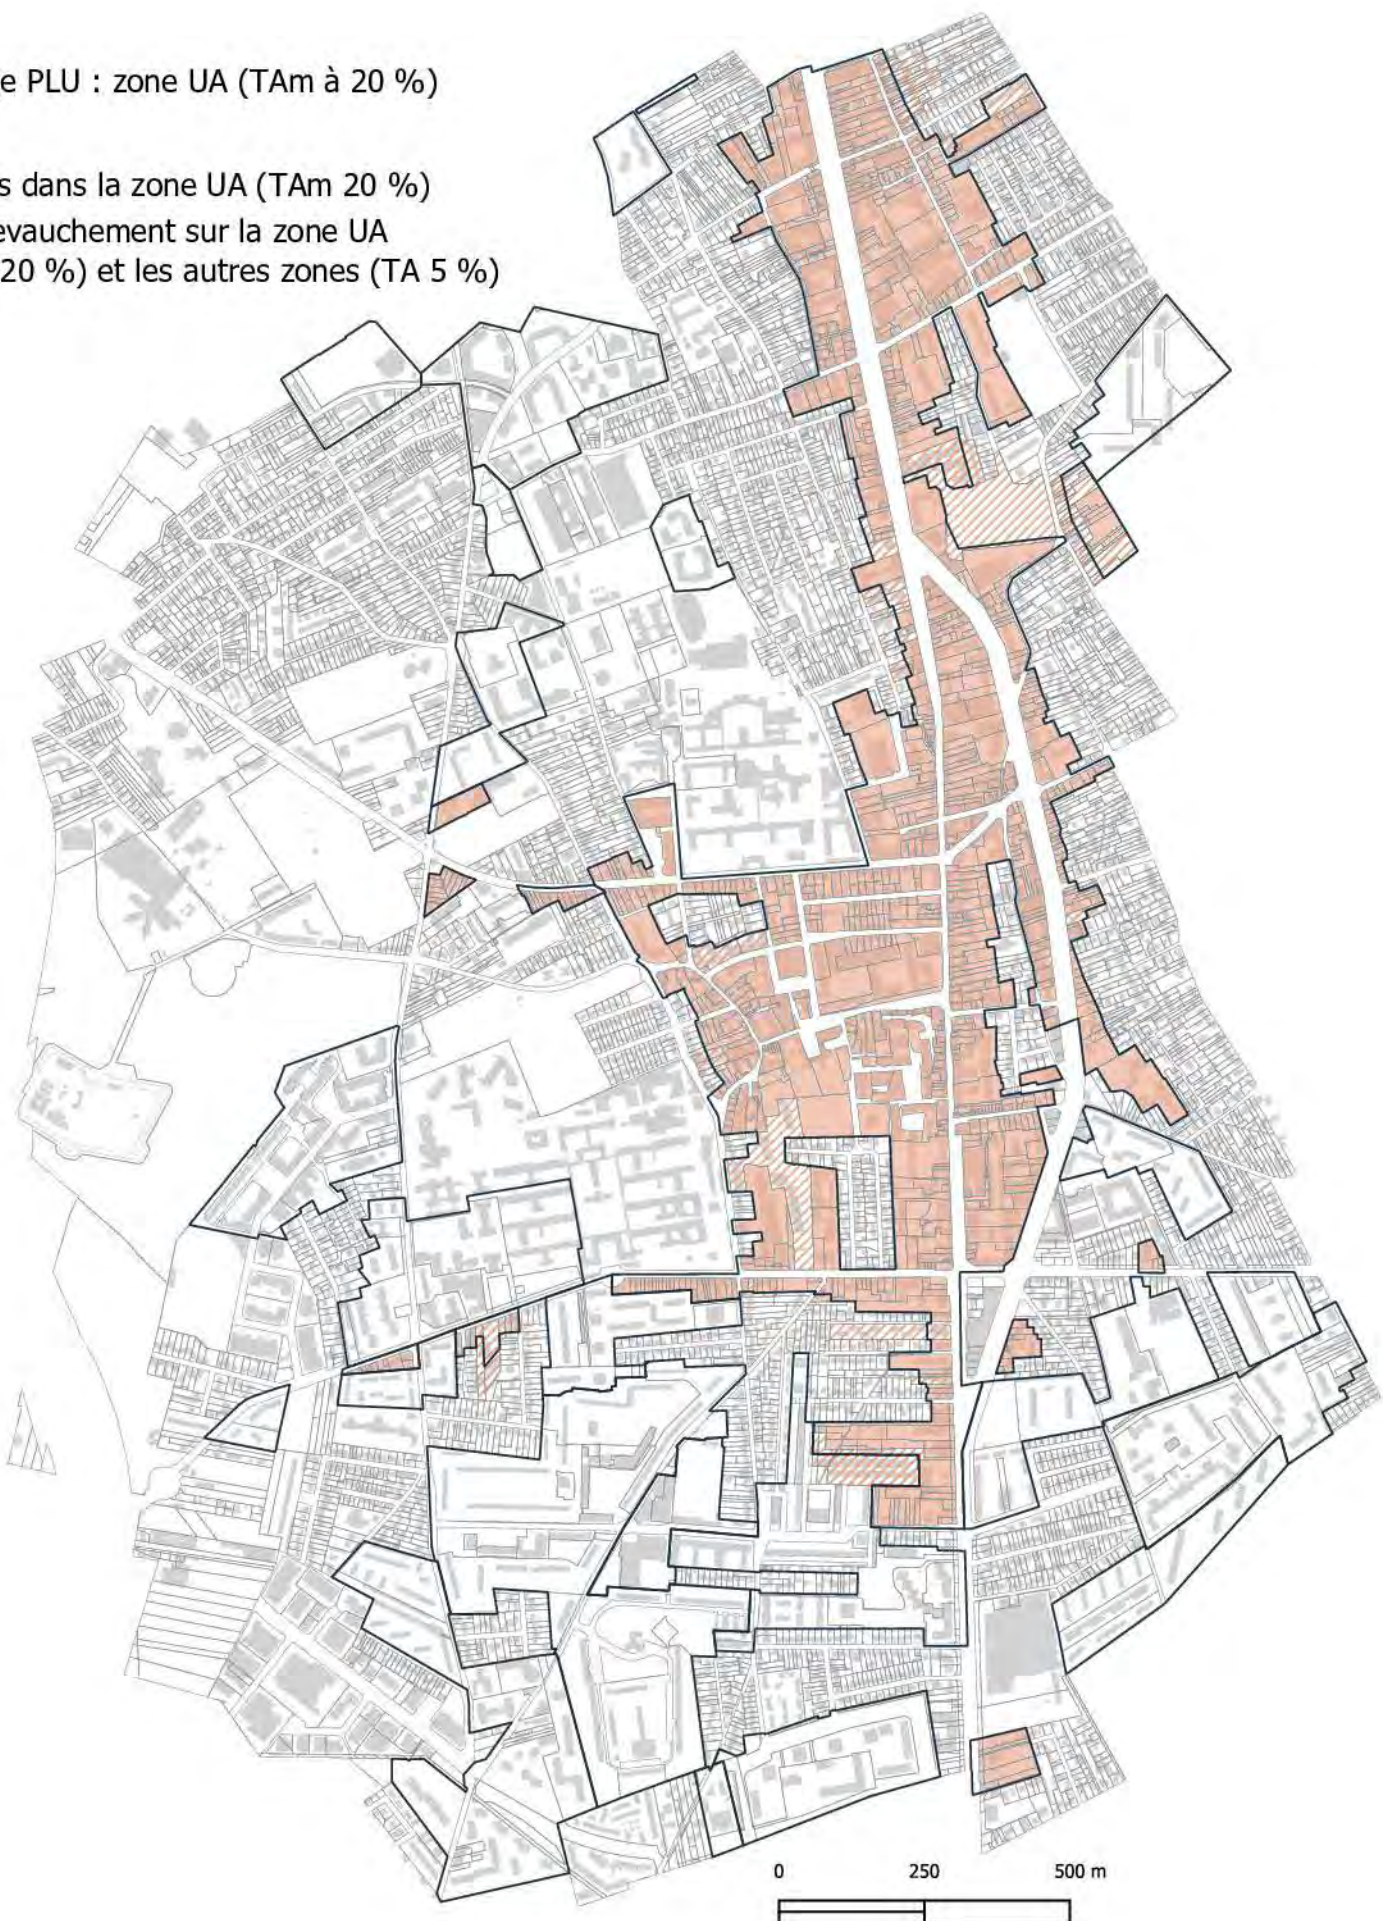 e PLU : zone UA (TAm à 20 %)
s dans la zone UA (TAm 20 %)
evauchement sur la zone UA
20 %) et les autres zones (TA 5 %)
0 250 500 m